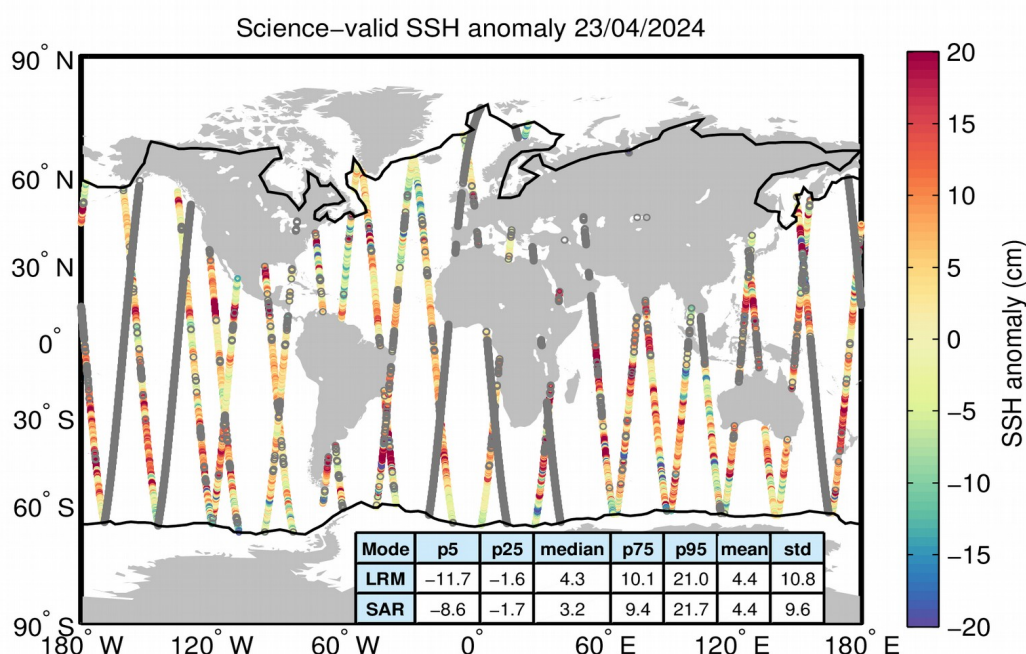 Science−valid SSH anomaly 23/04/2024
90° N
60° N
30° N
0°
30° S
60° S
90° S
180° W
120° W
60° W
0°
60° E
120° E
180° E
Mode p5 p25 median p75 p95 mean std
LRM −11.7 −1.6 4.3 10.1 21.0 4.4 10.8
SAR −8.6 −1.7 3.2 9.4 21.7 4.4 9.6
20
15
10
5
0
−5
−10
−15
−20
SSH anomaly (cm)